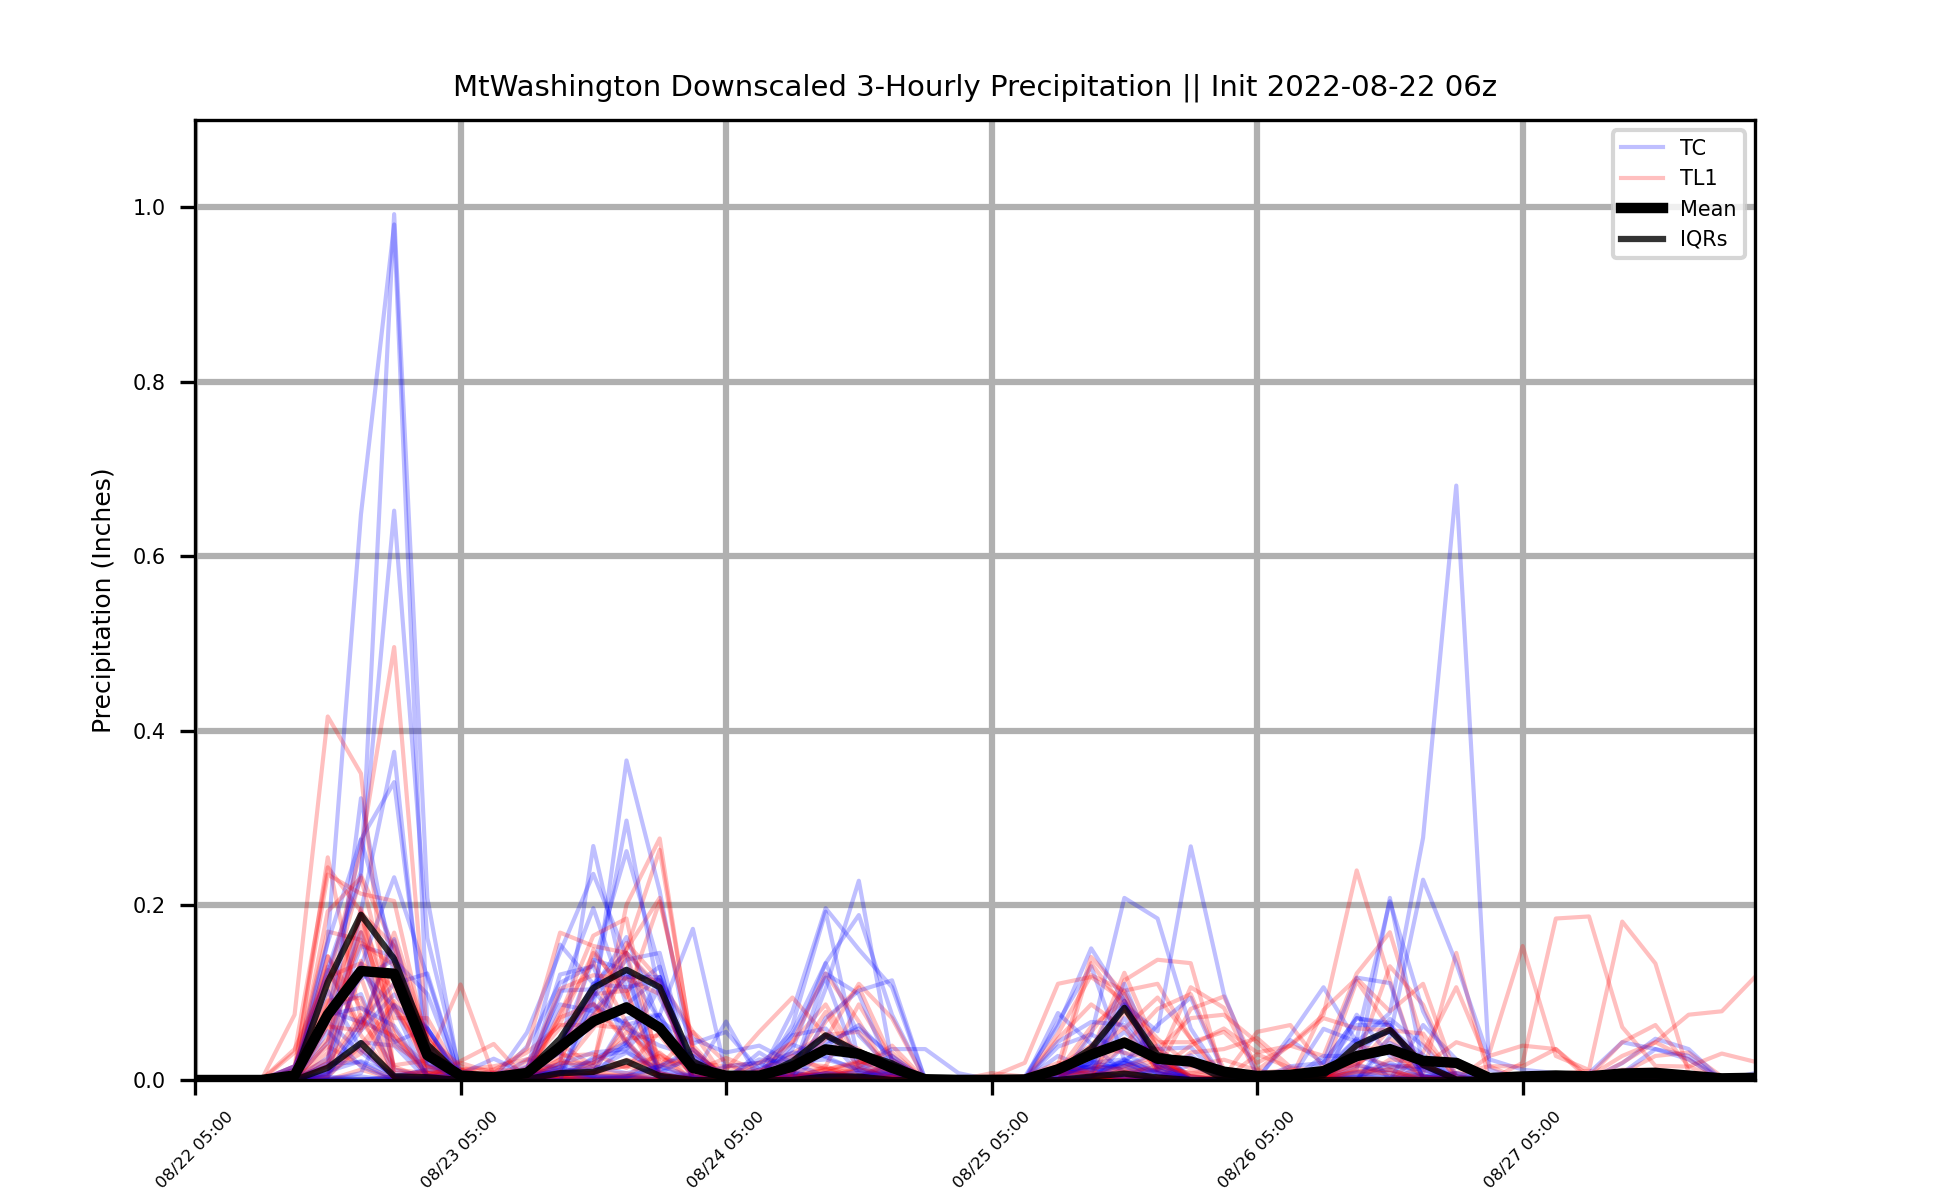 MtWashington Downscaled 3-Hourly Precipitation || Init 2022-08-22 06z
TC
TL1
Mean
IQRs
Precipitation (Inches)
1.0
0.8
0.6
0.4
0.2
0.0
08/22 05:00
08/23 05:00
08/24 05:00
08/25 05:00
08/26 05:00
08/27 05:00